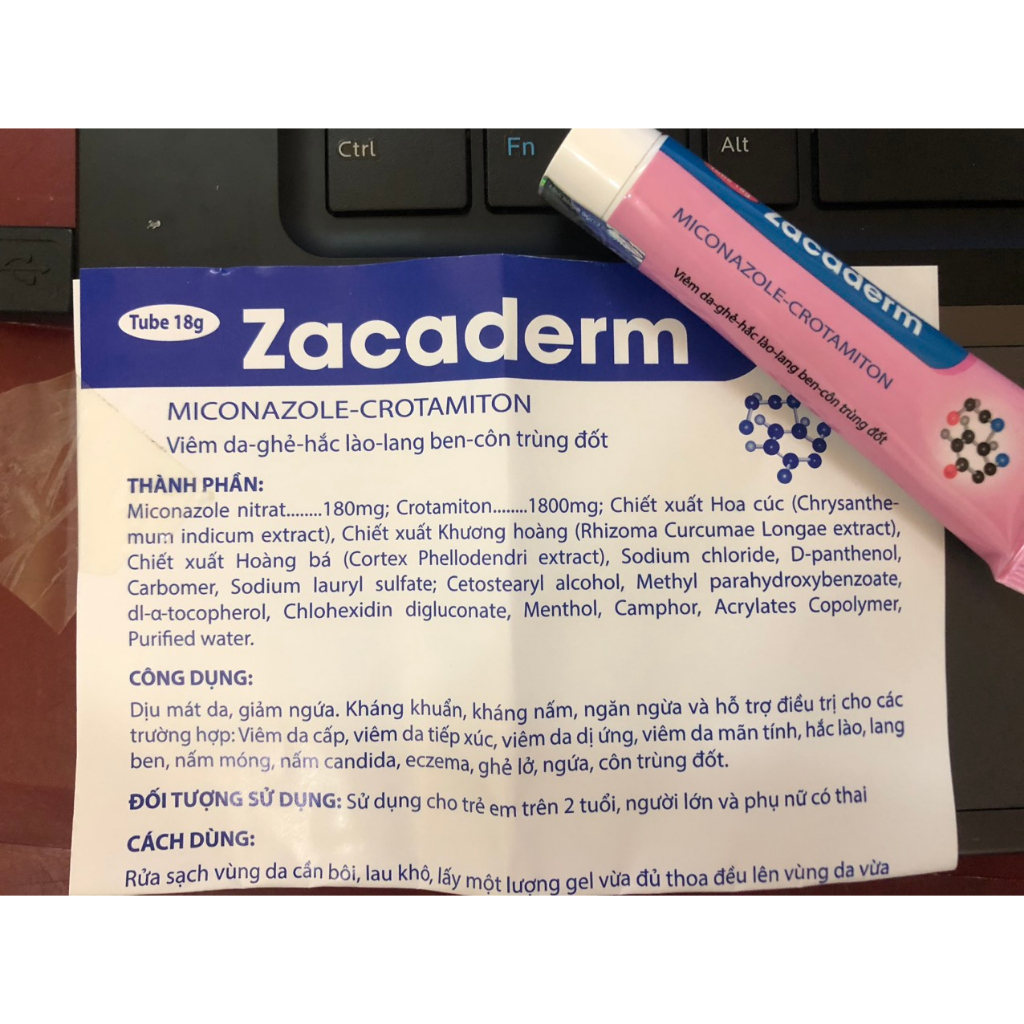 Ctrl
Fn
Alt
Zacaderm
MICONAZOLE-CROTAMITON
Viêm da-ghẻ-hắc lào-lang ben-côn trùng đốt
Tube 18g
Zacaderm
MICONAZOLE-CROTAMITON
Viêm da-ghẻ-hắc lào-lang ben-côn trùng đốt
THÀNH PHẦN:
Miconazole nitrat........180mg; Crotamiton........1800mg; Chiết xuất Hoa cúc (Chrysanthe-
mum indicum extract), Chiết xuất Khương hoàng (Rhizoma Curcumae Longae extract),
Chiết xuất Hoàng bá (Cortex Phellodendri extract), Sodium chloride, D-panthenol,
Carbomer, Sodium lauryl sulfate; Cetostearyl alcohol, Methyl parahydroxybenzoate,
dl-α-tocopherol, Chlohexidin digluconate, Menthol, Camphor, Acrylates Copolymer,
Purified water.
CÔNG DỤNG:
Dịu mát da, giảm ngứa. Kháng khuẩn, kháng nấm, ngăn ngừa và hỗ trợ điều trị cho các
trường hợp: Viêm da cấp, viêm da tiếp xúc, viêm da dị ứng, viêm da mãn tính, hắc lào, lang
ben, nấm móng, nấm candida, eczema, ghẻ lở, ngứa, côn trùng đốt.
ĐỐI TƯỢNG SỬ DỤNG: Sử dụng cho trẻ em trên 2 tuổi, người lớn và phụ nữ có thai
CÁCH DÙNG:
Rửa sạch vùng da cần bôi, lau khô, lấy một lượng gel vừa đủ thoa đều lên vùng da vừa